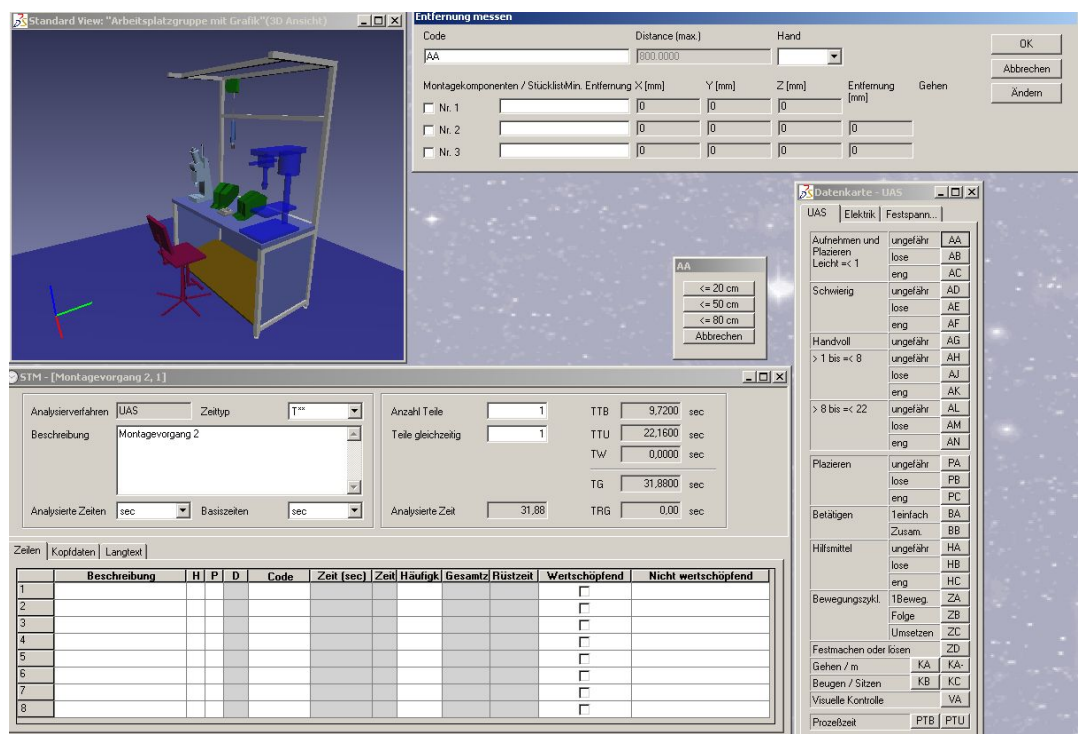 Standard View: "Arbeitsplatzgruppe mit Grafik"(3D Ansicht)
Entfernung messen
Code Distance (max.) Hand
AA 800.0000
OK
Abbrechen
Ändern
Montagekomponenten / StücklistMin. Entfernung X [mm] Y [mm] Z [mm] Entfernung [mm] Gehen
Nr. 1 0 0 0
Nr. 2 0 0 0 0
Nr. 3 0 0 0 0
AA
<= 20 cm
<= 50 cm
<= 80 cm
Abbrechen
Datenkarte - UAS
UAS Elektrik Festspann...
Aufnehmen und Plazieren Leicht =< 1 ungefähr AA
lose AB
eng AC
Schwierig ungefähr AD
lose AE
eng AF
Handvoll ungefähr AG
> 1 bis =< 8 ungefähr AH
lose AJ
eng AK
> 8 bis =< 22 ungefähr AL
lose AM
eng AN
Plazieren ungefähr PA
lose PB
eng PC
Betätigen 1einfach BA
Zusam. BB
Hilfsmittel ungefähr HA
lose HB
eng HC
Bewegungszykl. 1Beweg. ZA
Folge ZB
Umsetzen ZC
Festmachen oder lösen ZD
Gehen / m KA KA-
Beugen / Sitzen KB KC
Visuelle Kontrolle VA
Prozeßzeit PTB PTU
STM - [Montagevorgang 2, 1]
Analysierverfahren UAS Zeittyp T**
Beschreibung Montagevorgang 2
Analysierte Zeiten sec Basiszeiten sec
Anzahl Teile 1 TTB 9,7200 sec
Teile gleichzeitig 1 TTU 22,1600 sec
TW 0,0000 sec
TG 31,8800 sec
Analysierte Zeit 31,88 TRG 0,00 sec
Zeilen Kopfdaten Langtext
Beschreibung H P D Code Zeit (sec) Zeit Häufigk Gesamtz Rüstzeit Wertschöpfend Nicht wertschöpfend
1
2
3
4
5
6
7
8